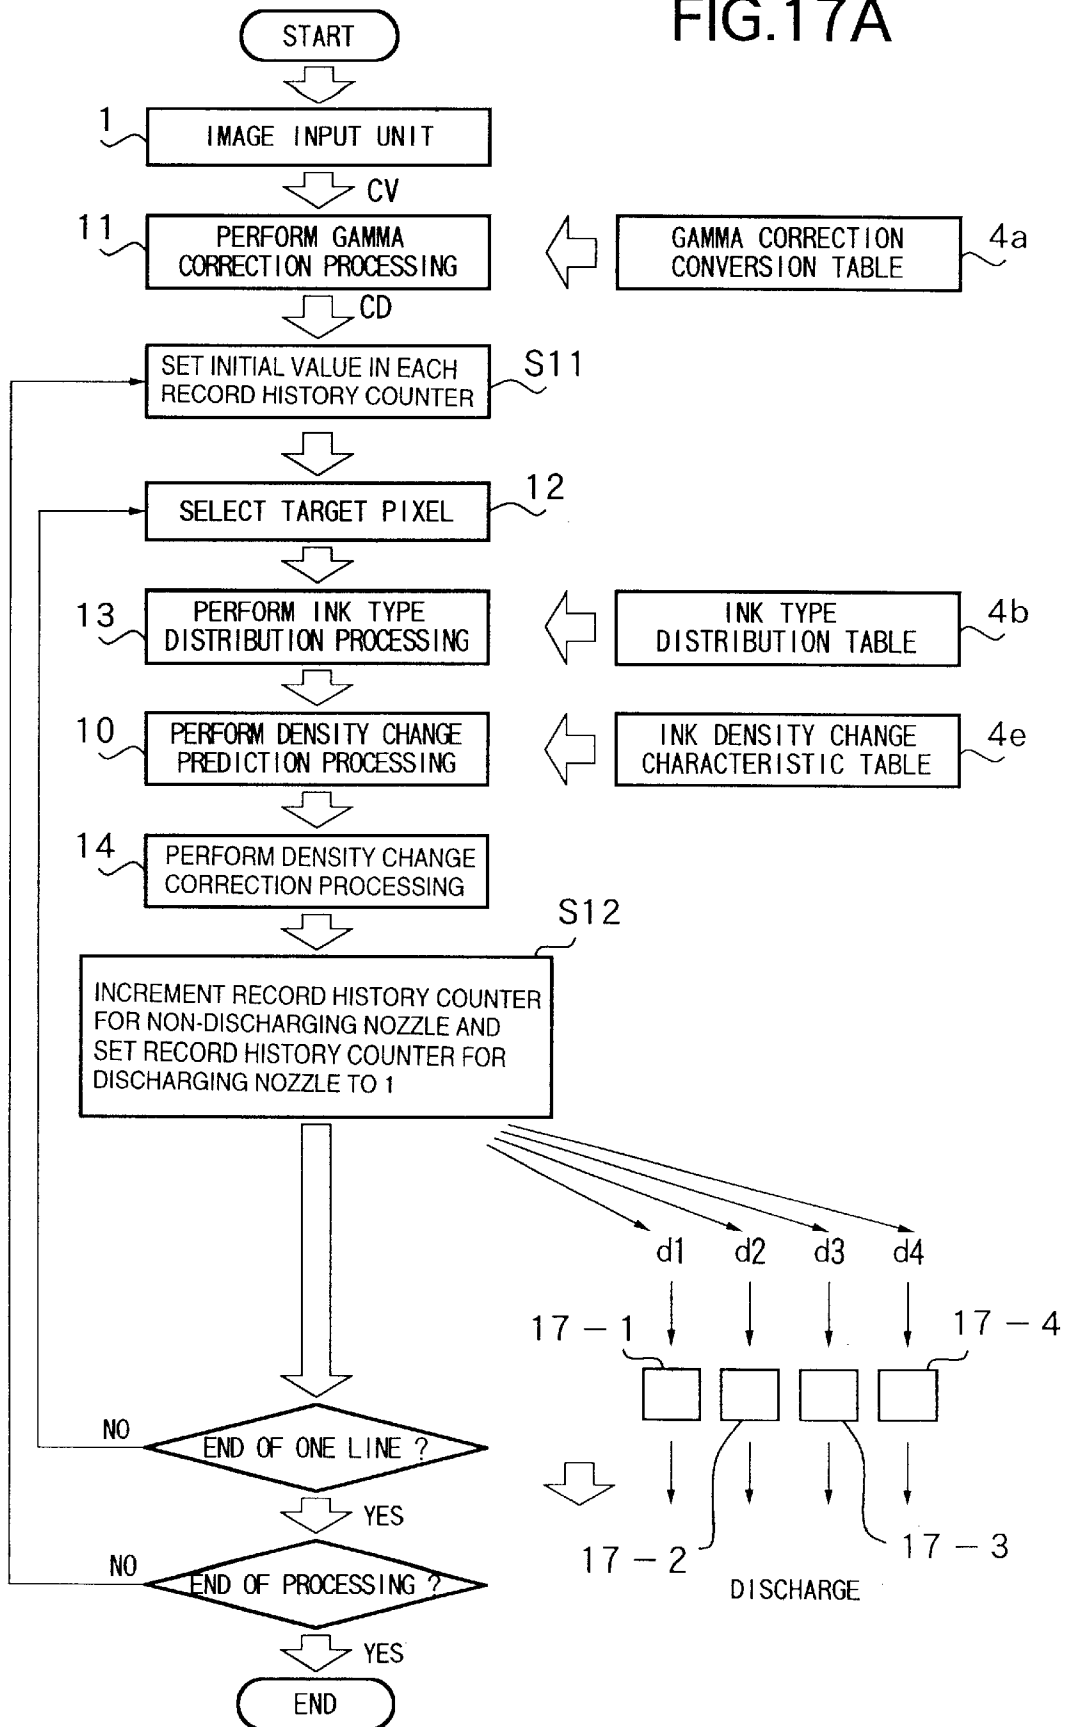 FIG.17A
START
1
IMAGE INPUT UNIT
CV
11
PERFORM GAMMA
CORRECTION PROCESSING
GAMMA CORRECTION
CONVERSION TABLE
4a
CD
SET INITIAL VALUE IN EACH
RECORD HISTORY COUNTER
S11
SELECT TARGET PIXEL
12
13
PERFORM INK TYPE
DISTRIBUTION PROCESSING
INK TYPE
DISTRIBUTION TABLE
4b
10
PERFORM DENSITY CHANGE
PREDICTION PROCESSING
INK DENSITY CHANGE
CHARACTERISTIC TABLE
4e
14
PERFORM DENSITY CHANGE
CORRECTION PROCESSING
S12
INCREMENT RECORD HISTORY COUNTER
FOR NON-DISCHARGING NOZZLE AND
SET RECORD HISTORY COUNTER FOR
DISCHARGING NOZZLE TO 1
d1 d2 d3 d4
17-1
17-4
NO
END OF ONE LINE ?
YES
17-2
17-3
DISCHARGE
NO
END OF PROCESSING ?
YES
END